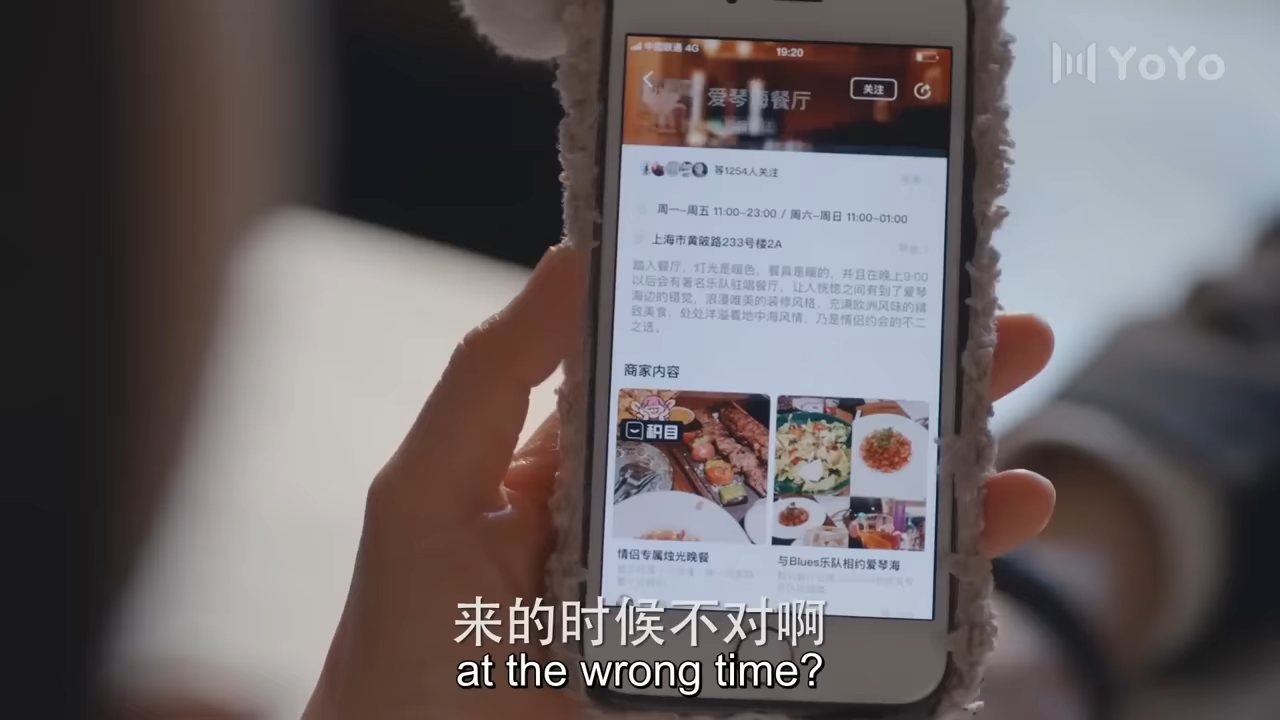 中国联通 4G 19:20
YoYo
爱琴海餐厅
关注
等1254人关注
周一-周五 11:00-23:00 / 周六-周日 11:00-01:00
上海市黄陂路233号楼2A
踏入餐厅，灯光是暖色，餐具是暖的，并且在晚上9:00
以后会有著名乐队驻唱餐厅，让人恍惚之间有到了爱琴
海边的错觉，浪漫唯美的装修风格，充满欧洲风味的精
致美食，处处洋溢着地中海风情，乃是情侣约会的不二
之选。
商家内容
积目
情侣专属烛光晚餐
与Blues乐队相约爱琴海
来的时候不对啊
at the wrong time?